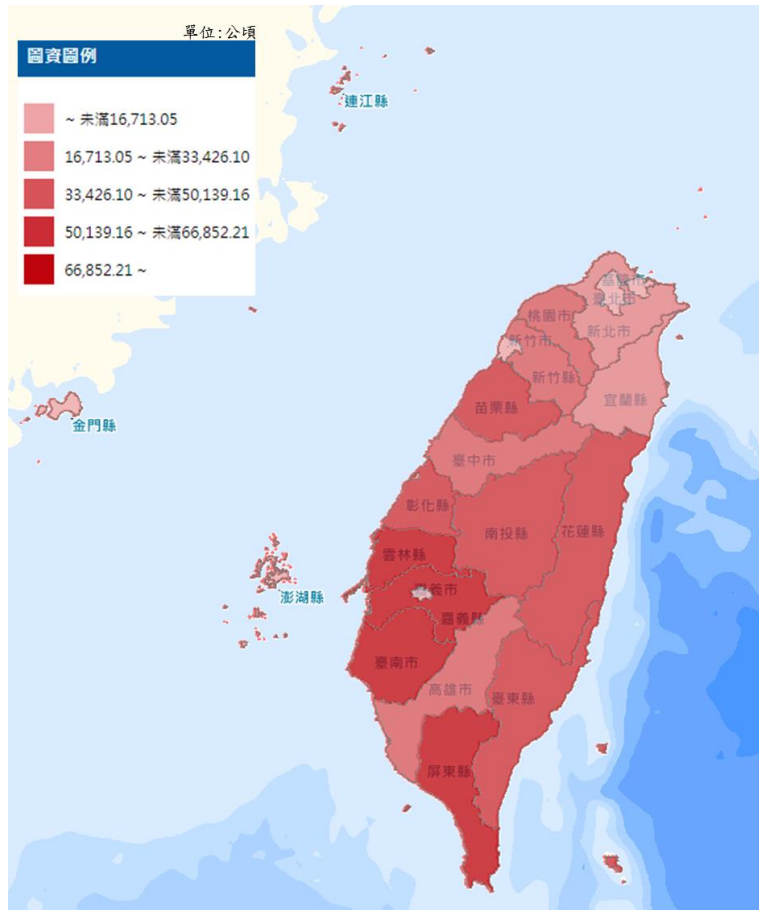 單位:公頃
圖資圖例
~ 未滿16,713.05
16,713.05 ~ 未滿33,426.10
33,426.10 ~ 未滿50,139.16
50,139.16 ~ 未滿66,852.21
66,852.21 ~
連江縣
基隆市
臺北市
桃園市
新北市
新竹市
新竹縣
宜蘭縣
苗栗縣
金門縣
臺中市
彰化縣
南投縣
花蓮縣
雲林縣
嘉義市
澎湖縣
嘉義縣
臺南市
高雄市
臺東縣
屏東縣